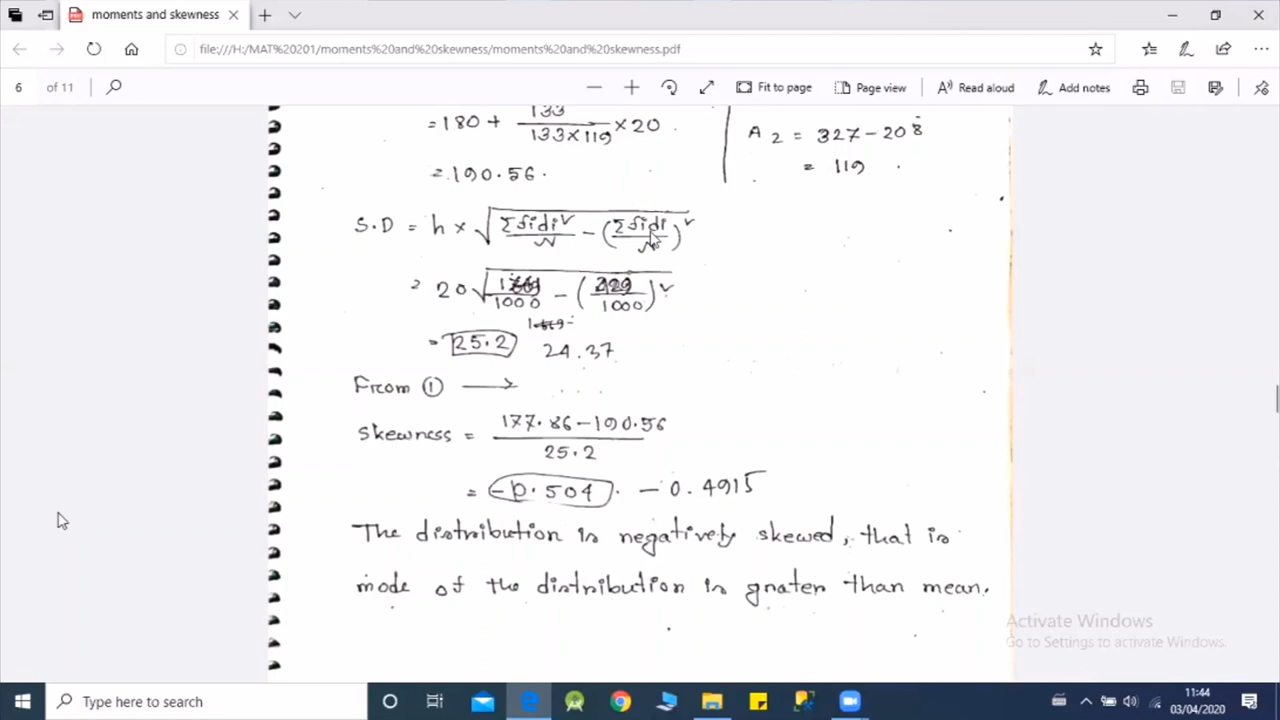 moments and skewness
file:///H:/MAT%20201/moments%20and%20skewness/moments%20and%20skewness.pdf
6 of 11
Fit to page
Page view
Read aloud
Add notes
= 180 + 133 / 133×119 × 20
= 190.56.
A2 = 327 - 208
= 119
S.D = h × √(Σfidi² / N - (Σfidi / N)²)
= 20 √( / 1000 - ( / 1000)²)
= 25.2 24.37
From ① →
Skewness = 177.86 - 190.56 / 25.2
= -0.504. - 0.4915
The distribution is negatively skewed, that is
mode of the distribution is gnater than mean.
Activate Windows
Go to Settings to activate Windows.
Type here to search
11:44
03/04/2020